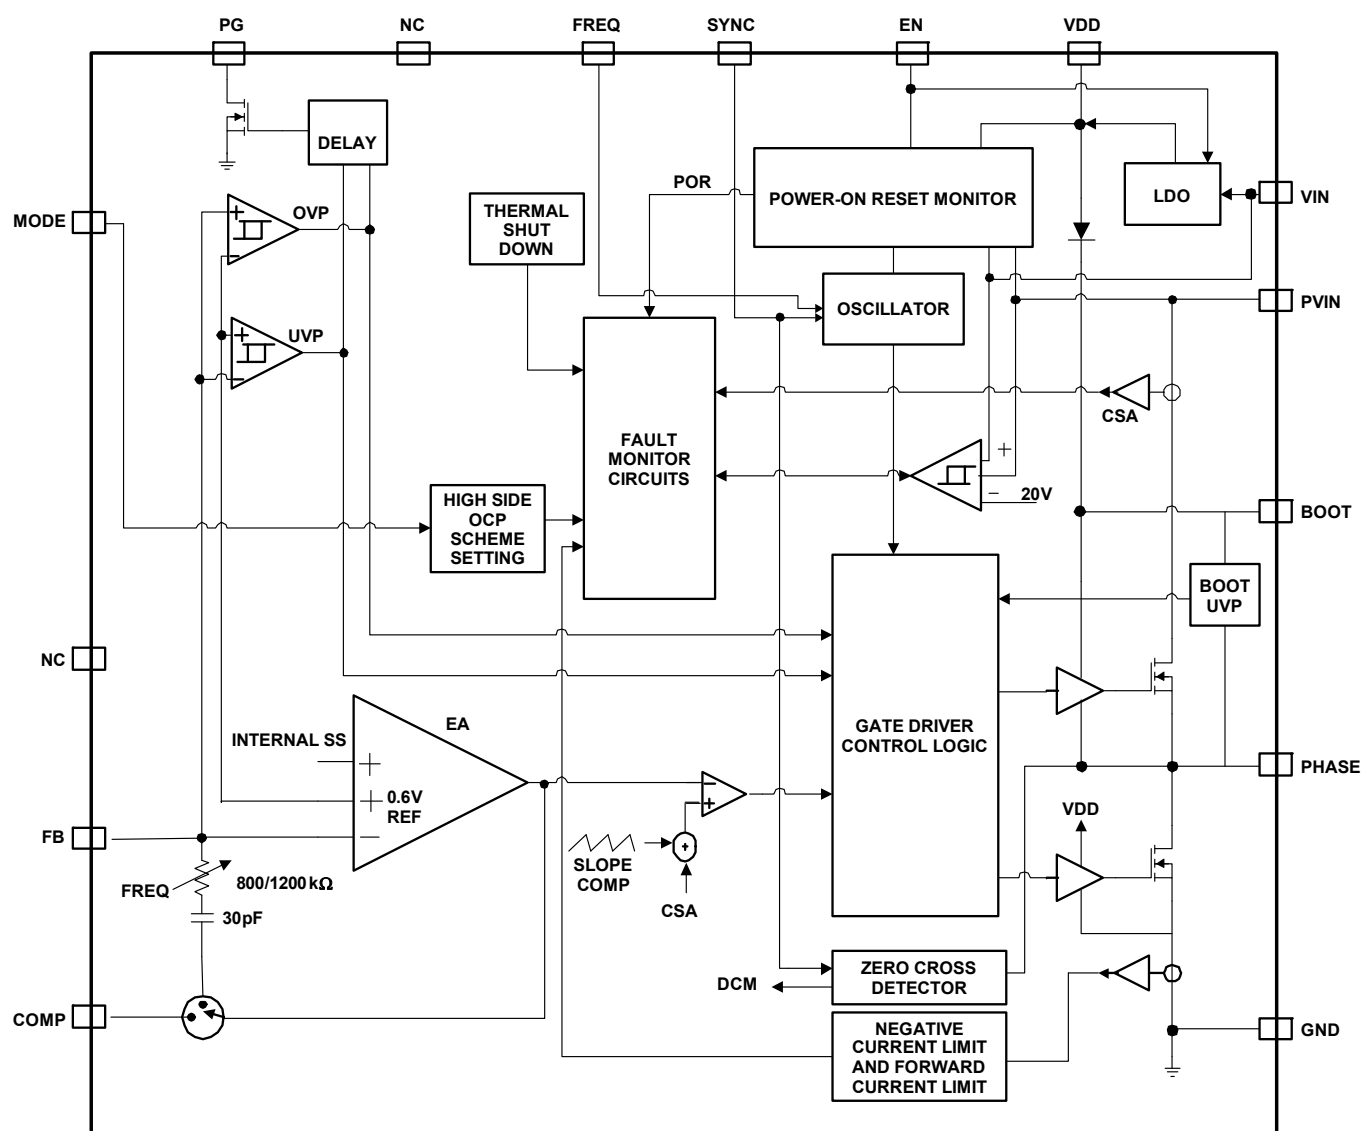 PG
NC
FREQ
SYNC
EN
VDD
DELAY
MODE
OVP
UVP
THERMAL
SHUT
DOWN
POR
POWER-ON RESET MONITOR
LDO
VIN
OSCILLATOR
PVIN
CSA
FAULT
MONITOR
CIRCUITS
+
−
20V
HIGH SIDE
OCP
SCHEME
SETTING
BOOT
BOOT
UVP
NC
GATE DRIVER
CONTROL LOGIC
EA
INTERNAL SS
0.6V
REF
PHASE
VDD
FB
FREQ
800/1200kΩ
30pF
SLOPE
COMP
CSA
DCM
ZERO CROSS
DETECTOR
COMP
NEGATIVE
CURRENT LIMIT
AND FORWARD
CURRENT LIMIT
GND